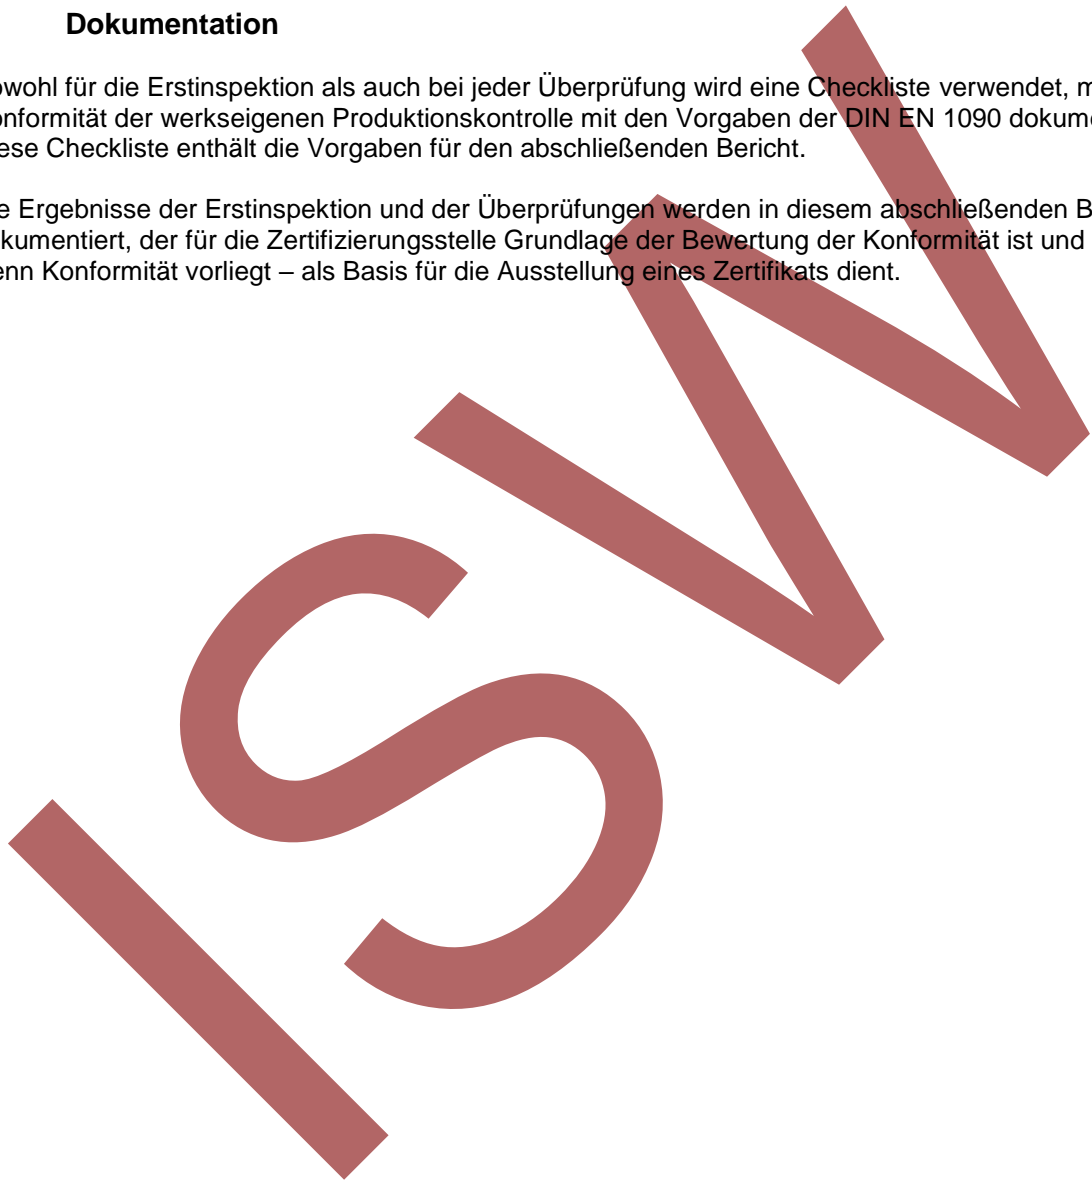 Dokumentation
owohl für die Erstinspektion als auch bei jeder Überprüfung wird eine Checkliste verwendet, m
onformität der werkseigenen Produktionskontrolle mit den Vorgaben der DIN EN 1090 dokume
iese Checkliste enthält die Vorgaben für den abschließenden Bericht.
e Ergebnisse der Erstinspektion und der Überprüfungen werden in diesem abschließenden B
okumentiert, der für die Zertifizierungsstelle Grundlage der Bewertung der Konformität ist und
enn Konformität vorliegt – als Basis für die Ausstellung eines Zertifikats dient.
ISW